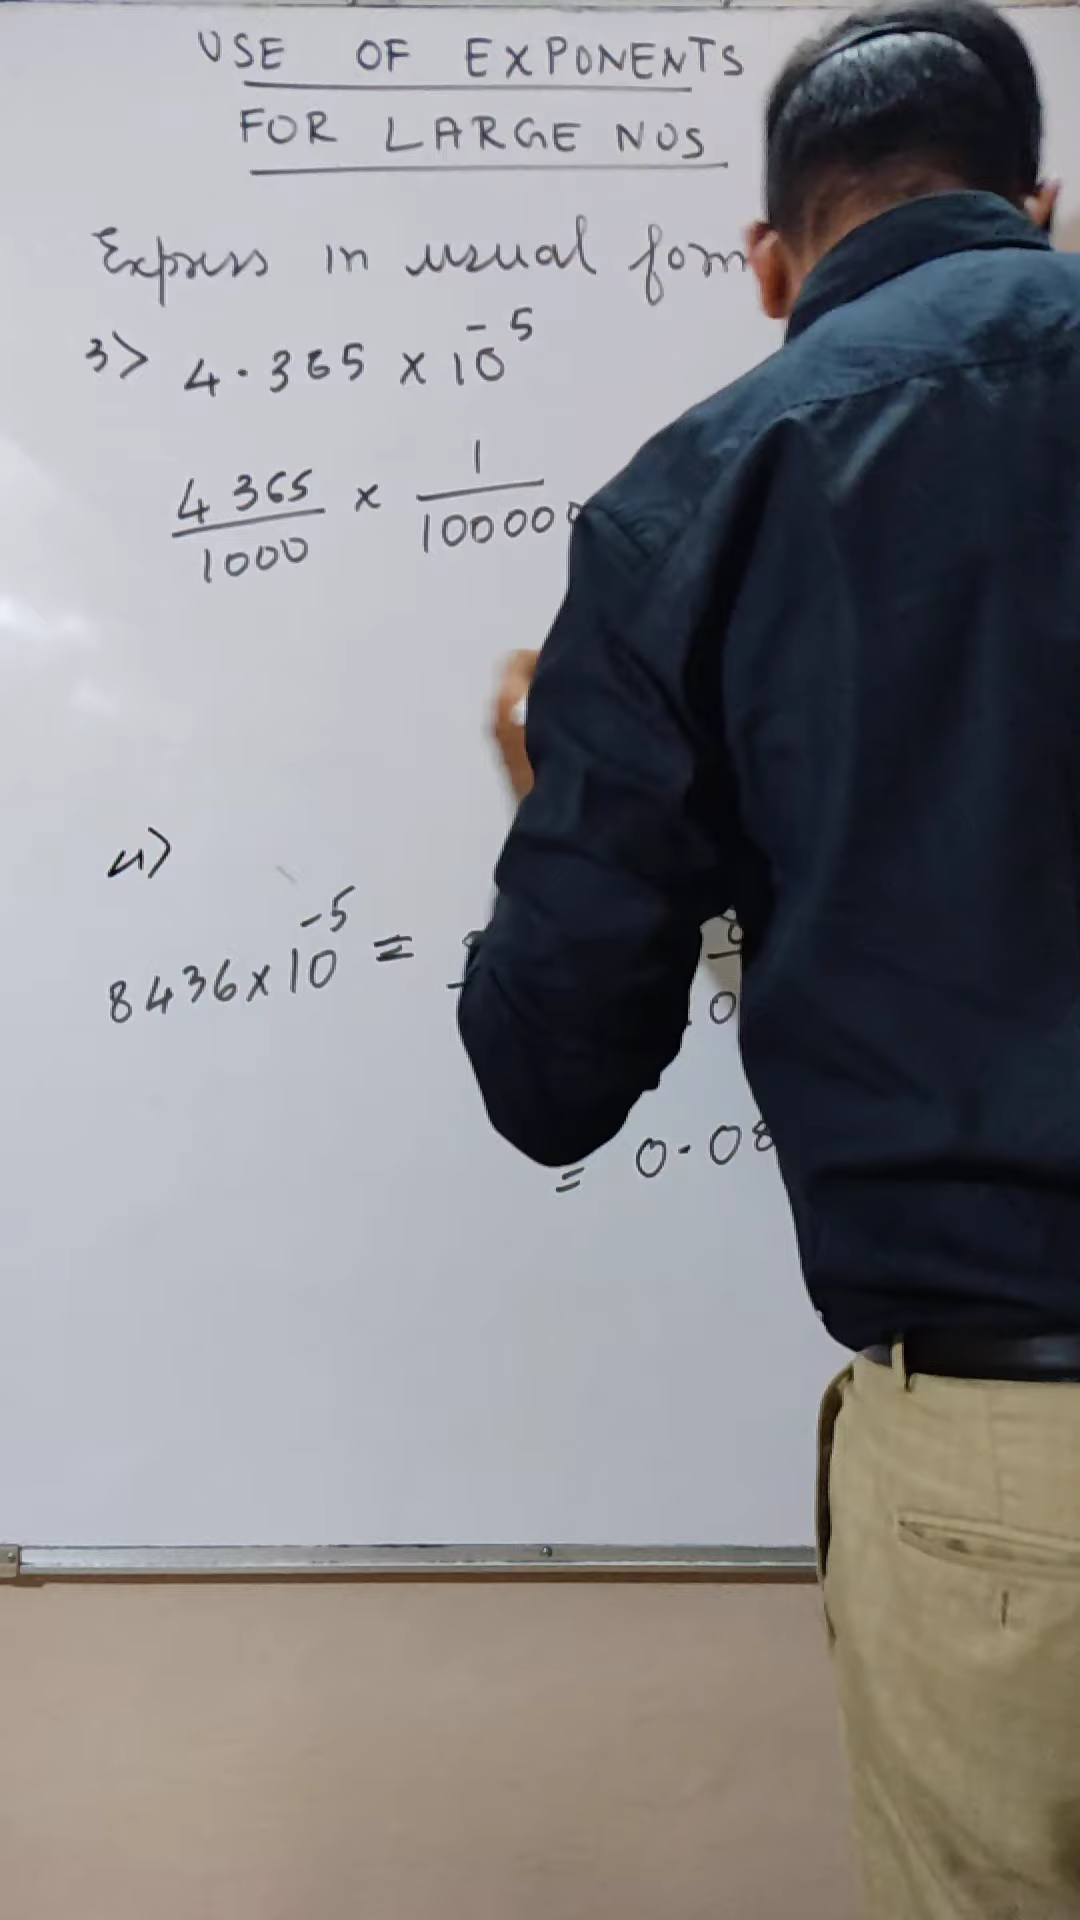 USE OF EXPONENTS
FOR LARGE NOS
Express in usual form
3> 4.365 x 10^-5
4365/1000 x 1/100000
4>
8436x10^-5 =
= 0.08